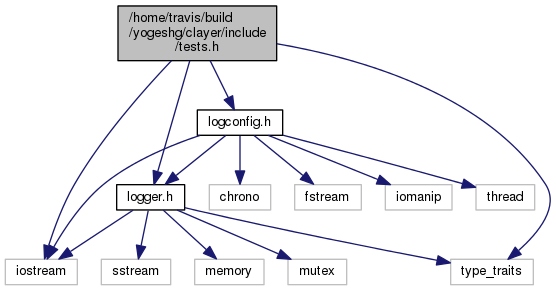 /home/travis/build
/yogeshg/clayer/include
/tests.h
logconfig.h
logger.h
chrono
fstream
iomanip
thread
iostream
sstream
memory
mutex
type_traits